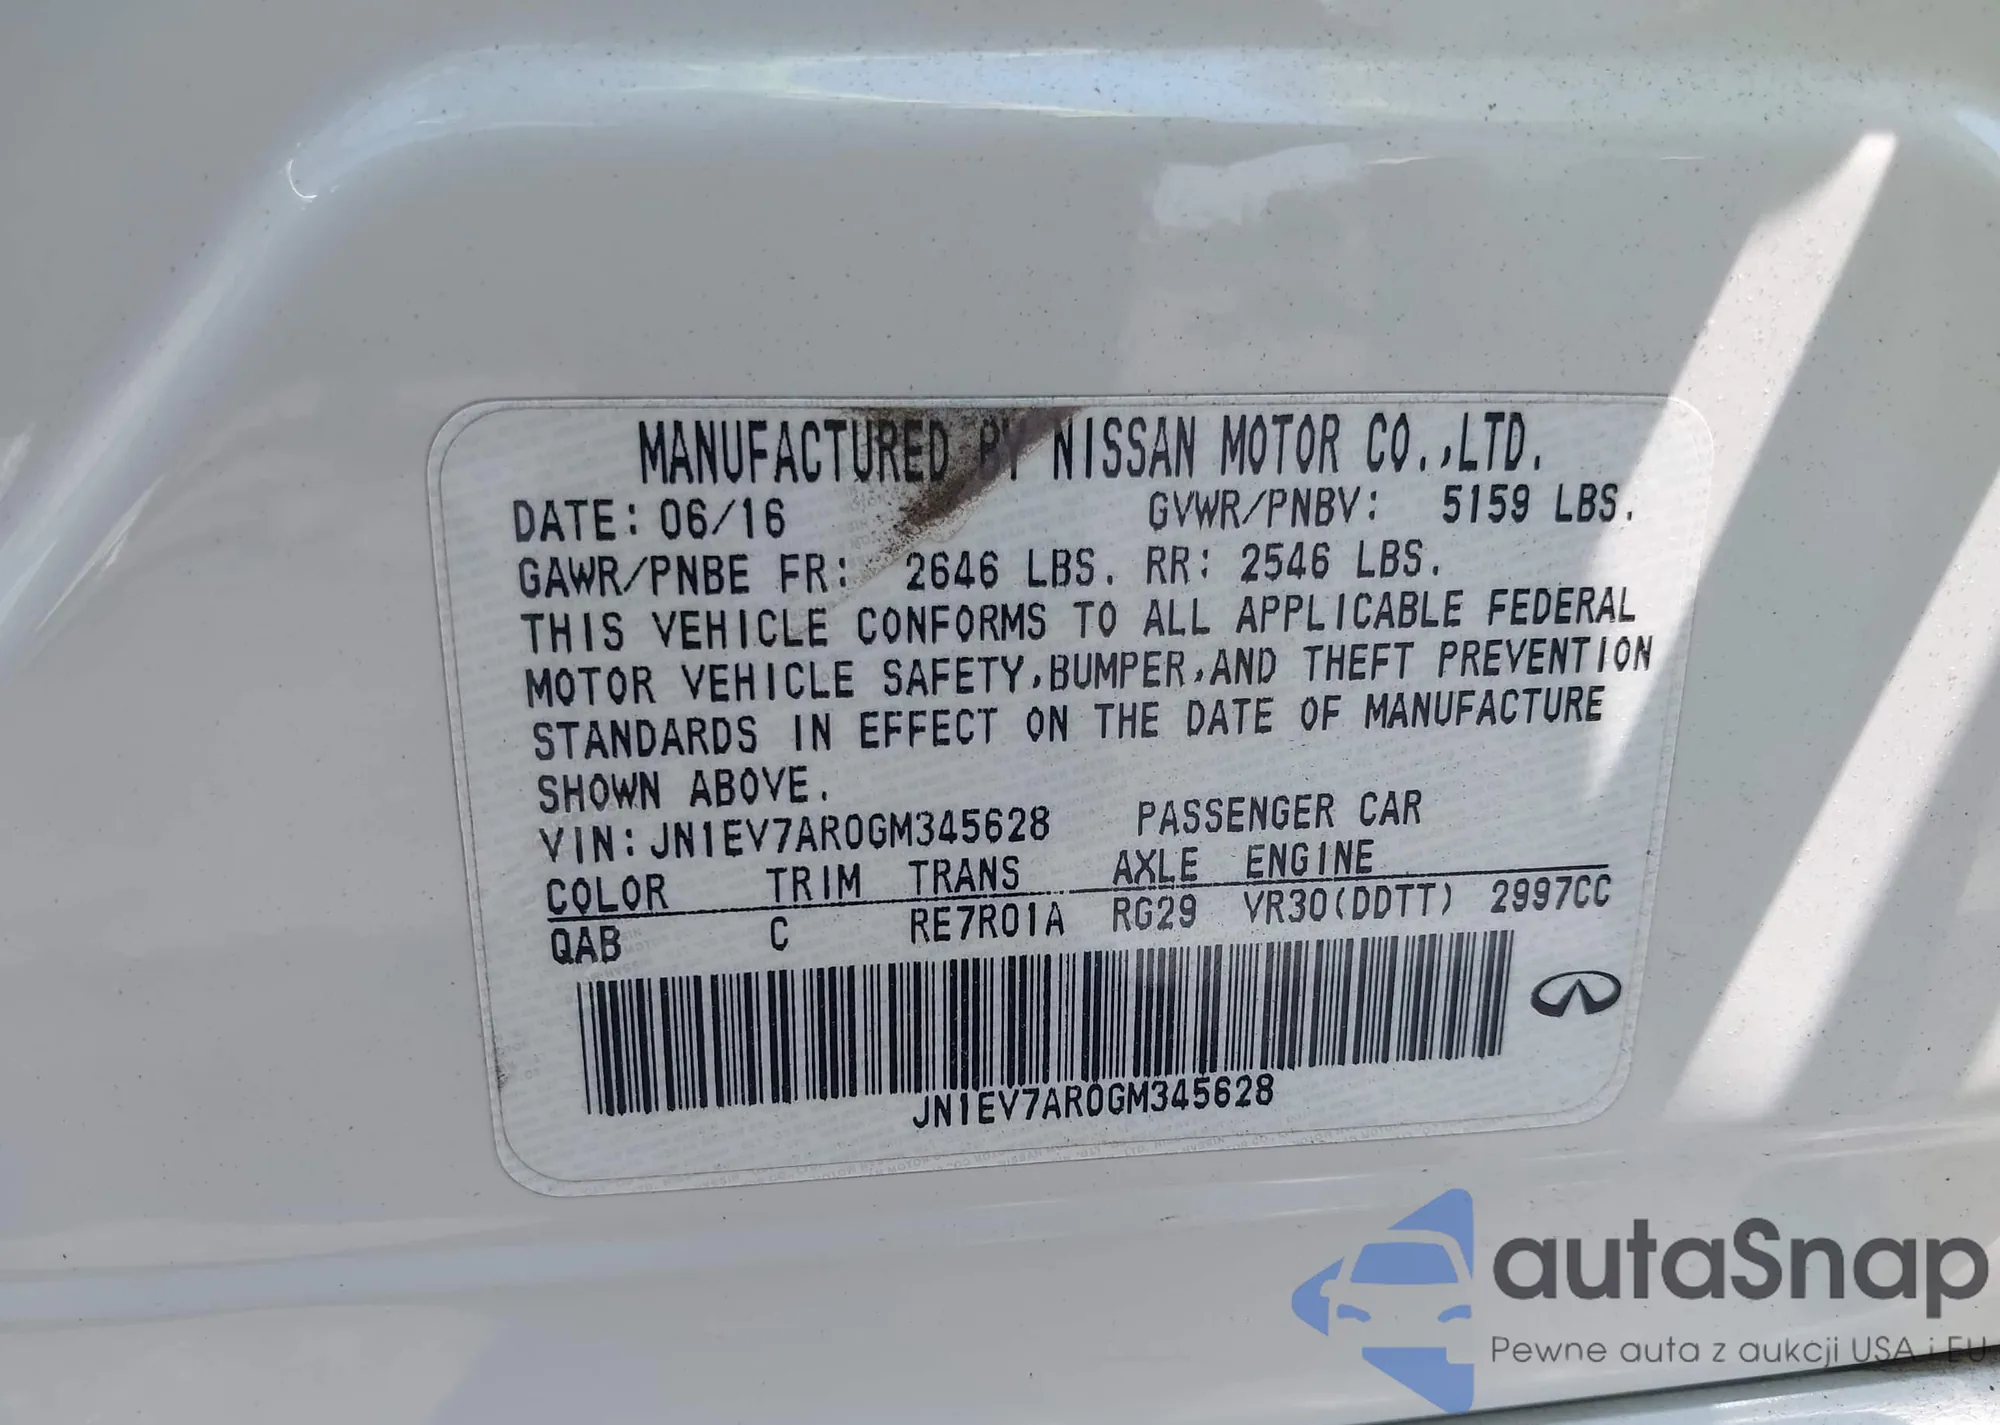 MANUFACTURED BY NISSAN MOTOR CO.,LTD.
DATE: 06/16 GVWR/PNBV: 5159 LBS.
GAWR/PNBE FR: 2646 LBS. RR: 2546 LBS.
THIS VEHICLE CONFORMS TO ALL APPLICABLE FEDERAL
MOTOR VEHICLE SAFETY,BUMPER,AND THEFT PREVENTION
STANDARDS IN EFFECT ON THE DATE OF MANUFACTURE
SHOWN ABOVE.
VIN: JN1EV7AR0GM345628 PASSENGER CAR
COLOR TRIM TRANS AXLE ENGINE
QAB C RE7R01A RG29 VR30(DDTT) 2997CC
JN1EV7AR0GM345628
autoSnap
Pewne auta z aukcji USA i EU